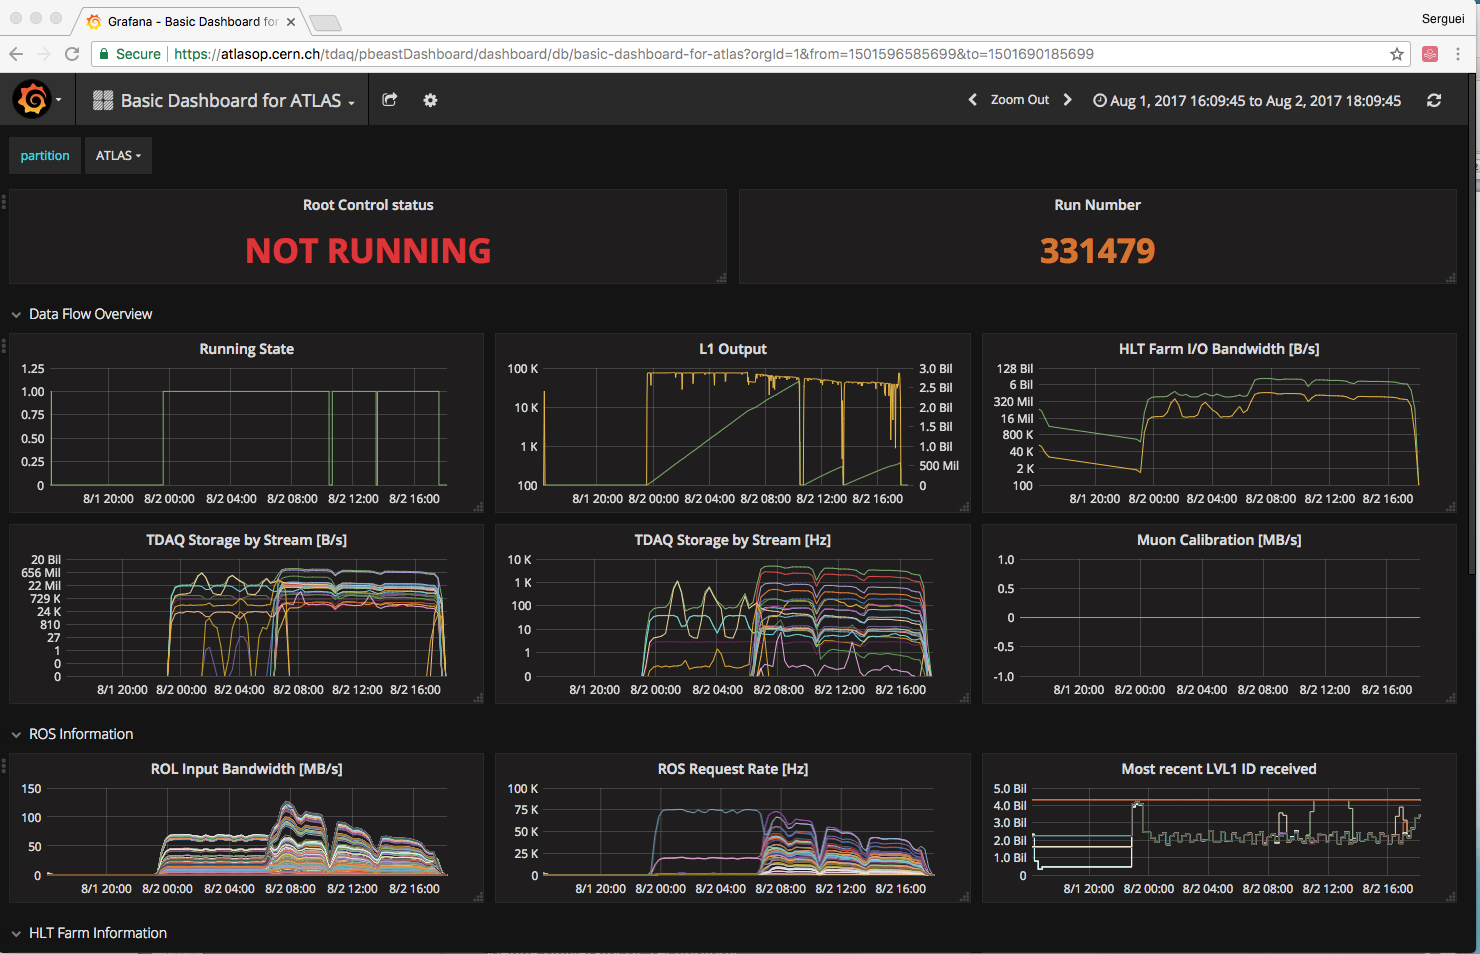 Grafana - Basic Dashboard for
Serguei
Secure https://atlasop.cern.ch/tdaq/pbeastDashboard/dashboard/db/basic-dashboard-for-atlas?orgId=1&from=1501596585699&to=1501690185699
Basic Dashboard for ATLAS
Zoom Out
Aug 1, 2017 16:09:45 to Aug 2, 2017 18:09:45
partition
ATLAS
Root Control status
NOT RUNNING
Run Number
331479
Data Flow Overview
Running State
1.25
1.00
0.75
0.50
0.25
0
8/1 20:00 8/2 00:00 8/2 04:00 8/2 08:00 8/2 12:00 8/2 16:00
L1 Output
100 K
10 K
1 K
100
3.0 Bil
2.5 Bil
2.0 Bil
1.5 Bil
1.0 Bil
500 Mil
0
8/1 20:00 8/2 00:00 8/2 04:00 8/2 08:00 8/2 12:00 8/2 16:00
HLT Farm I/O Bandwidth [B/s]
128 Bil
6 Bil
320 Mil
16 Mil
800 K
40 K
2 K
100
8/1 20:00 8/2 00:00 8/2 04:00 8/2 08:00 8/2 12:00 8/2 16:00
TDAQ Storage by Stream [B/s]
20 Bil
656 Mil
22 Mil
729 K
24 K
810
27
1
0
0
8/1 20:00 8/2 00:00 8/2 04:00 8/2 08:00 8/2 12:00 8/2 16:00
TDAQ Storage by Stream [Hz]
10 K
1 K
100
10
1
0
8/1 20:00 8/2 00:00 8/2 04:00 8/2 08:00 8/2 12:00 8/2 16:00
Muon Calibration [MB/s]
1.0
0.5
0
-0.5
-1.0
8/1 20:00 8/2 00:00 8/2 04:00 8/2 08:00 8/2 12:00 8/2 16:00
ROS Information
ROL Input Bandwidth [MB/s]
150
100
50
0
8/1 20:00 8/2 00:00 8/2 04:00 8/2 08:00 8/2 12:00 8/2 16:00
ROS Request Rate [Hz]
100 K
75 K
50 K
25 K
0
8/1 20:00 8/2 00:00 8/2 04:00 8/2 08:00 8/2 12:00 8/2 16:00
Most recent LVL1 ID received
5.0 Bil
4.0 Bil
3.0 Bil
2.0 Bil
1.0 Bil
0
8/1 20:00 8/2 00:00 8/2 04:00 8/2 08:00 8/2 12:00 8/2 16:00
HLT Farm Information